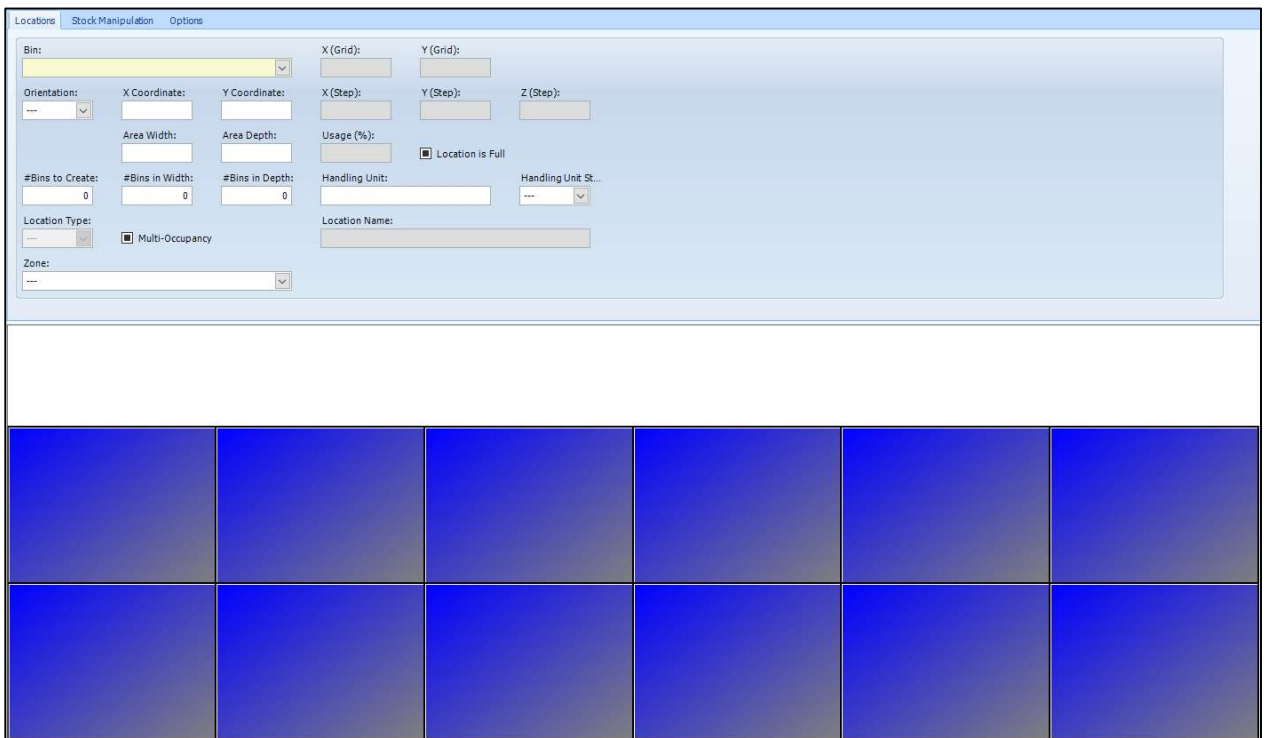 Locations Stock Manipulation Options
Bin: X (Grid): Y (Grid):
Orientation: X Coordinate: Y Coordinate: X (Step): Y (Step): Z (Step):
---
Area Width: Area Depth: Usage (%):
Location is Full
#Bins to Create: #Bins in Width: #Bins in Depth: Handling Unit: Handling Unit St...
0 0 0 ---
Location Type: Location Name:
--- Multi-Occupancy
Zone:
---